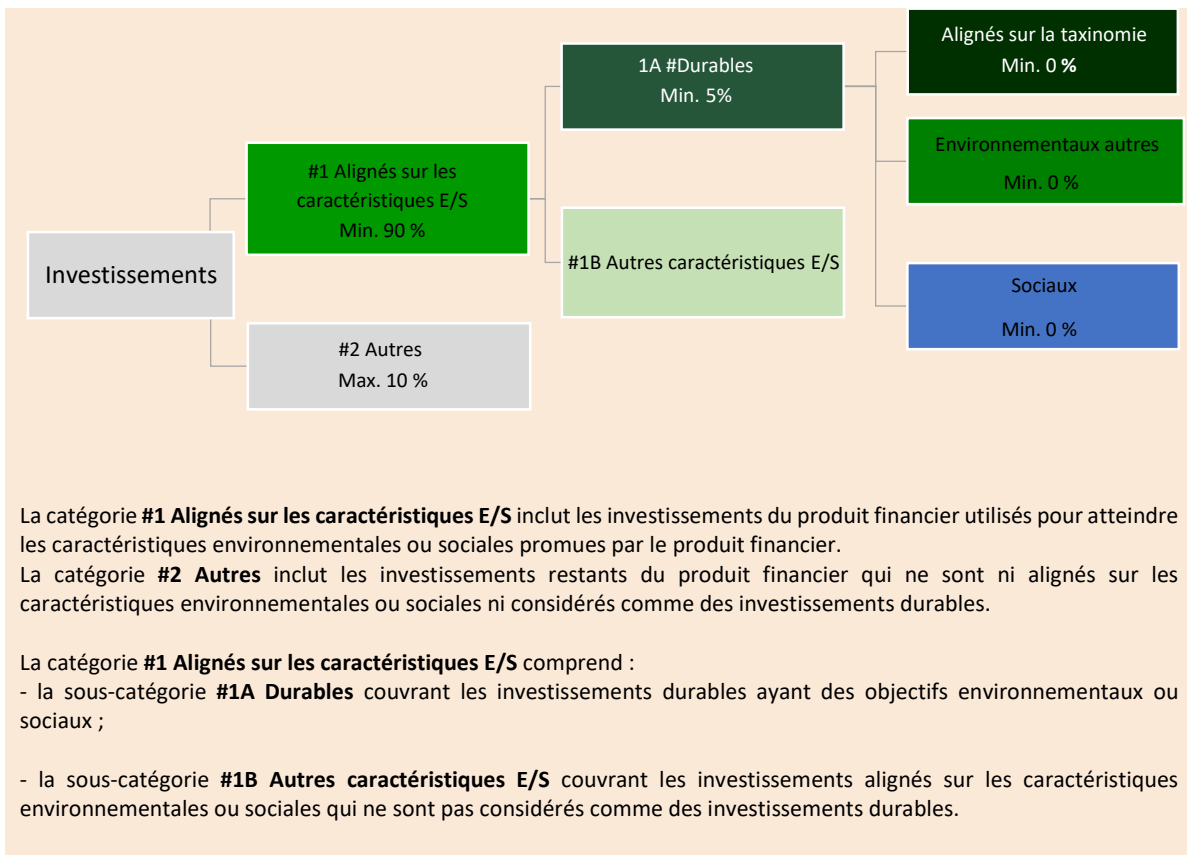 Investissements
#1 Alignés sur les
caractéristiques E/S
Min. 90 %
#2 Autres
Max. 10 %
1A #Durables
Min. 5%
#1B Autres caractéristiques E/S
Alignés sur la taxinomie
Min. 0 %
Environnementaux autres
Min. 0 %
Sociaux
Min. 0 %
La catégorie #1 Alignés sur les caractéristiques E/S inclut les investissements du produit financier utilisés pour atteindre
les caractéristiques environnementales ou sociales promues par le produit financier.
La catégorie #2 Autres inclut les investissements restants du produit financier qui ne sont ni alignés sur les
caractéristiques environnementales ou sociales ni considérés comme des investissements durables.
La catégorie #1 Alignés sur les caractéristiques E/S comprend :
- la sous-catégorie #1A Durables couvrant les investissements durables ayant des objectifs environnementaux ou
sociaux ;
- la sous-catégorie #1B Autres caractéristiques E/S couvrant les investissements alignés sur les caractéristiques
environnementales ou sociales qui ne sont pas considérés comme des investissements durables.